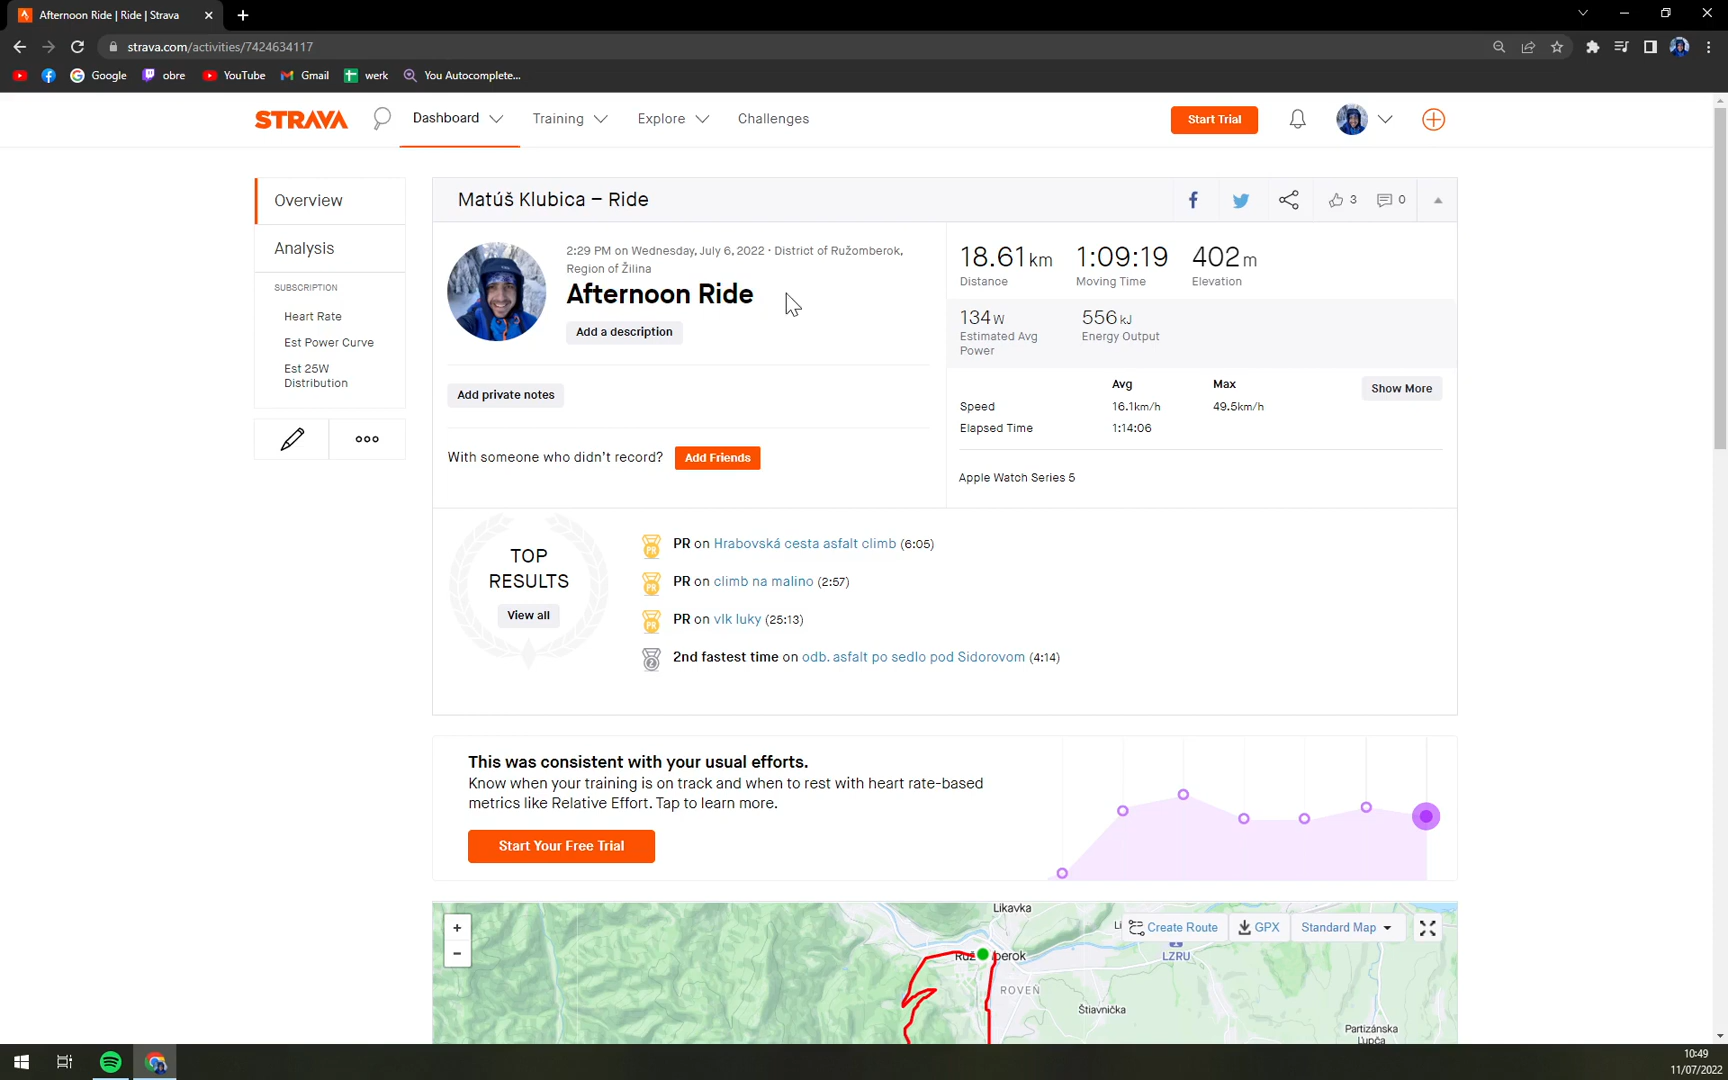 Afternoon Ride | Ride | Strava
strava.com/activities/7424634117
Google
obre
YouTube
Gmail
werk
You Autocomplete...
STRAVA
Dashboard
Training
Explore
Challenges
Start Trial
Overview
Analysis
SUBSCRIPTION
Heart Rate
Est Power Curve
Est 25W
Distribution
Matúš Klubica – Ride
3
0
2:29 PM on Wednesday, July 6, 2022 · District of Ružomberok,
Region of Žilina
Afternoon Ride
Add a description
Add private notes
With someone who didn't record?
Add Friends
18.61km
1:09:19
402m
Distance
Moving Time
Elevation
134W
556kJ
Estimated Avg
Power
Energy Output
Avg
Max
Show More
Speed
16.1km/h
49.5km/h
Elapsed Time
1:14:06
Apple Watch Series 5
TOP
RESULTS
View all
PR on Hrabovská cesta asfalt climb (6:05)
PR on climb na malino (2:57)
PR on vlk luky (25:13)
2nd fastest time on odb. asfalt po sedlo pod Sidorovom (4:14)
PR
PR
PR
2
This was consistent with your usual efforts.
Know when your training is on track and when to rest with heart rate-based
metrics like Relative Effort. Tap to learn more.
Start Your Free Trial
+
−
Likavka
Create Route
GPX
Standard Map
LZRU
ROVEŇ
Štiavnička
Partizánska
Ľupča
10:49
11/07/2022